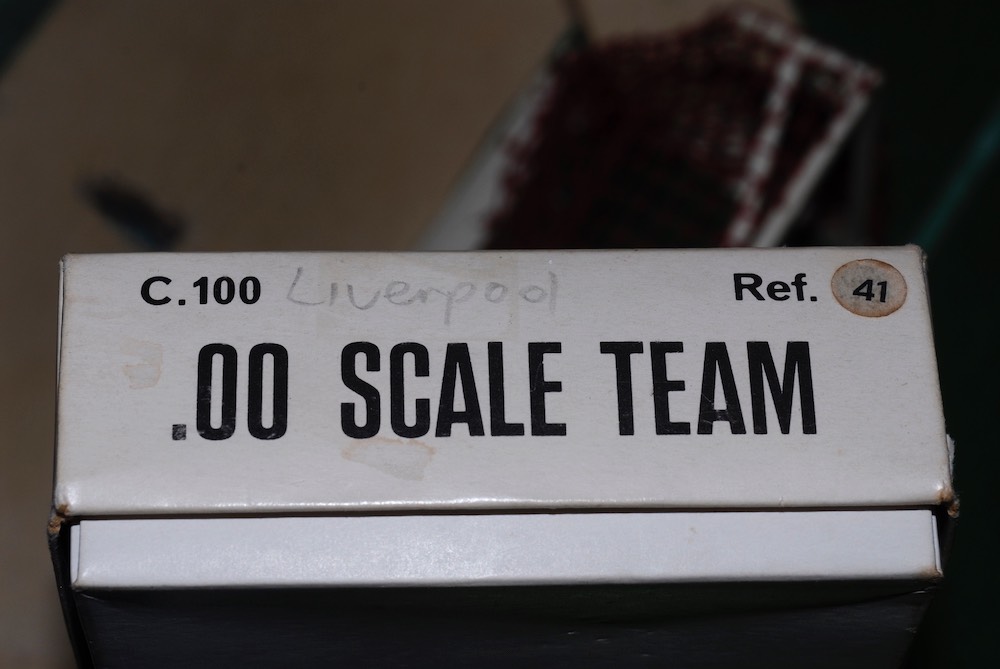 C.100 Liverpool Ref. 41
.00 SCALE TEAM